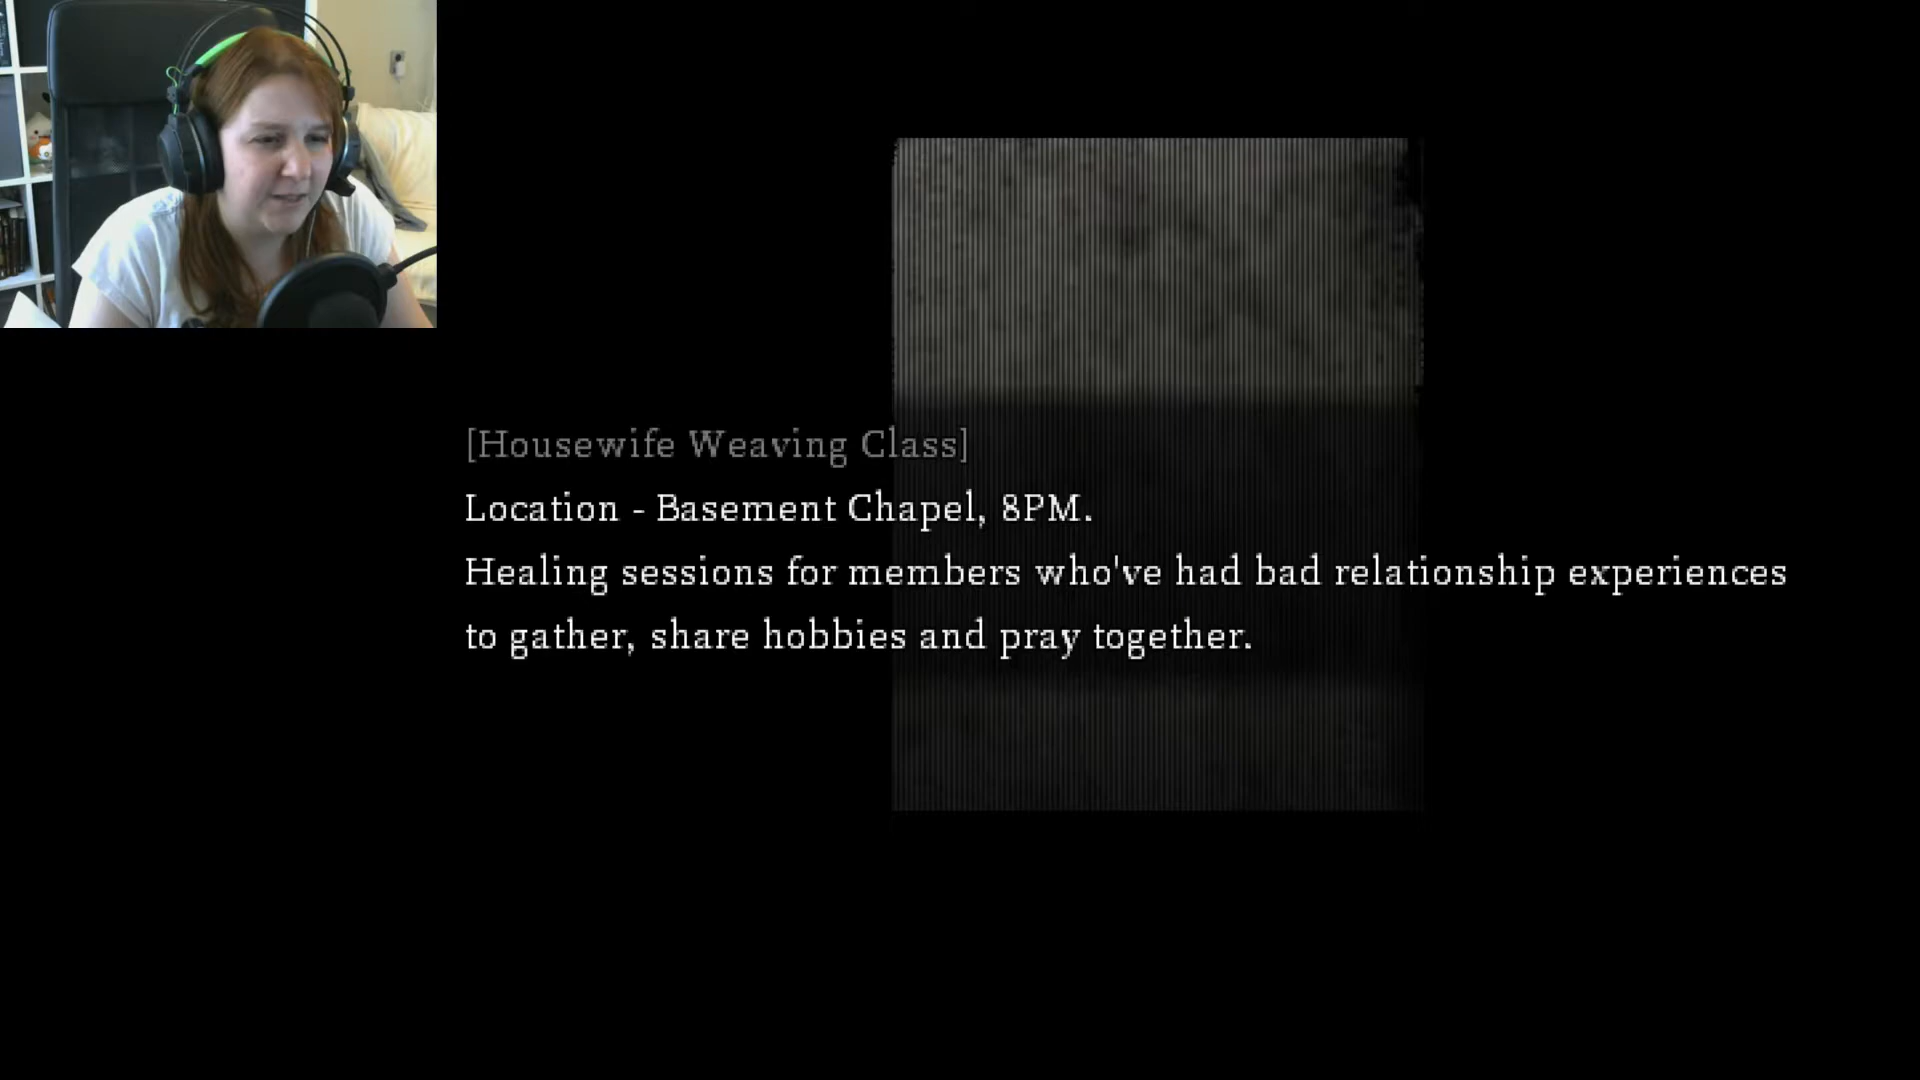 [Housewife Weaving Class]
Location - Basement Chapel, 8PM.
Healing sessions for members who've had bad relationship experiences
to gather, share hobbies and pray together.